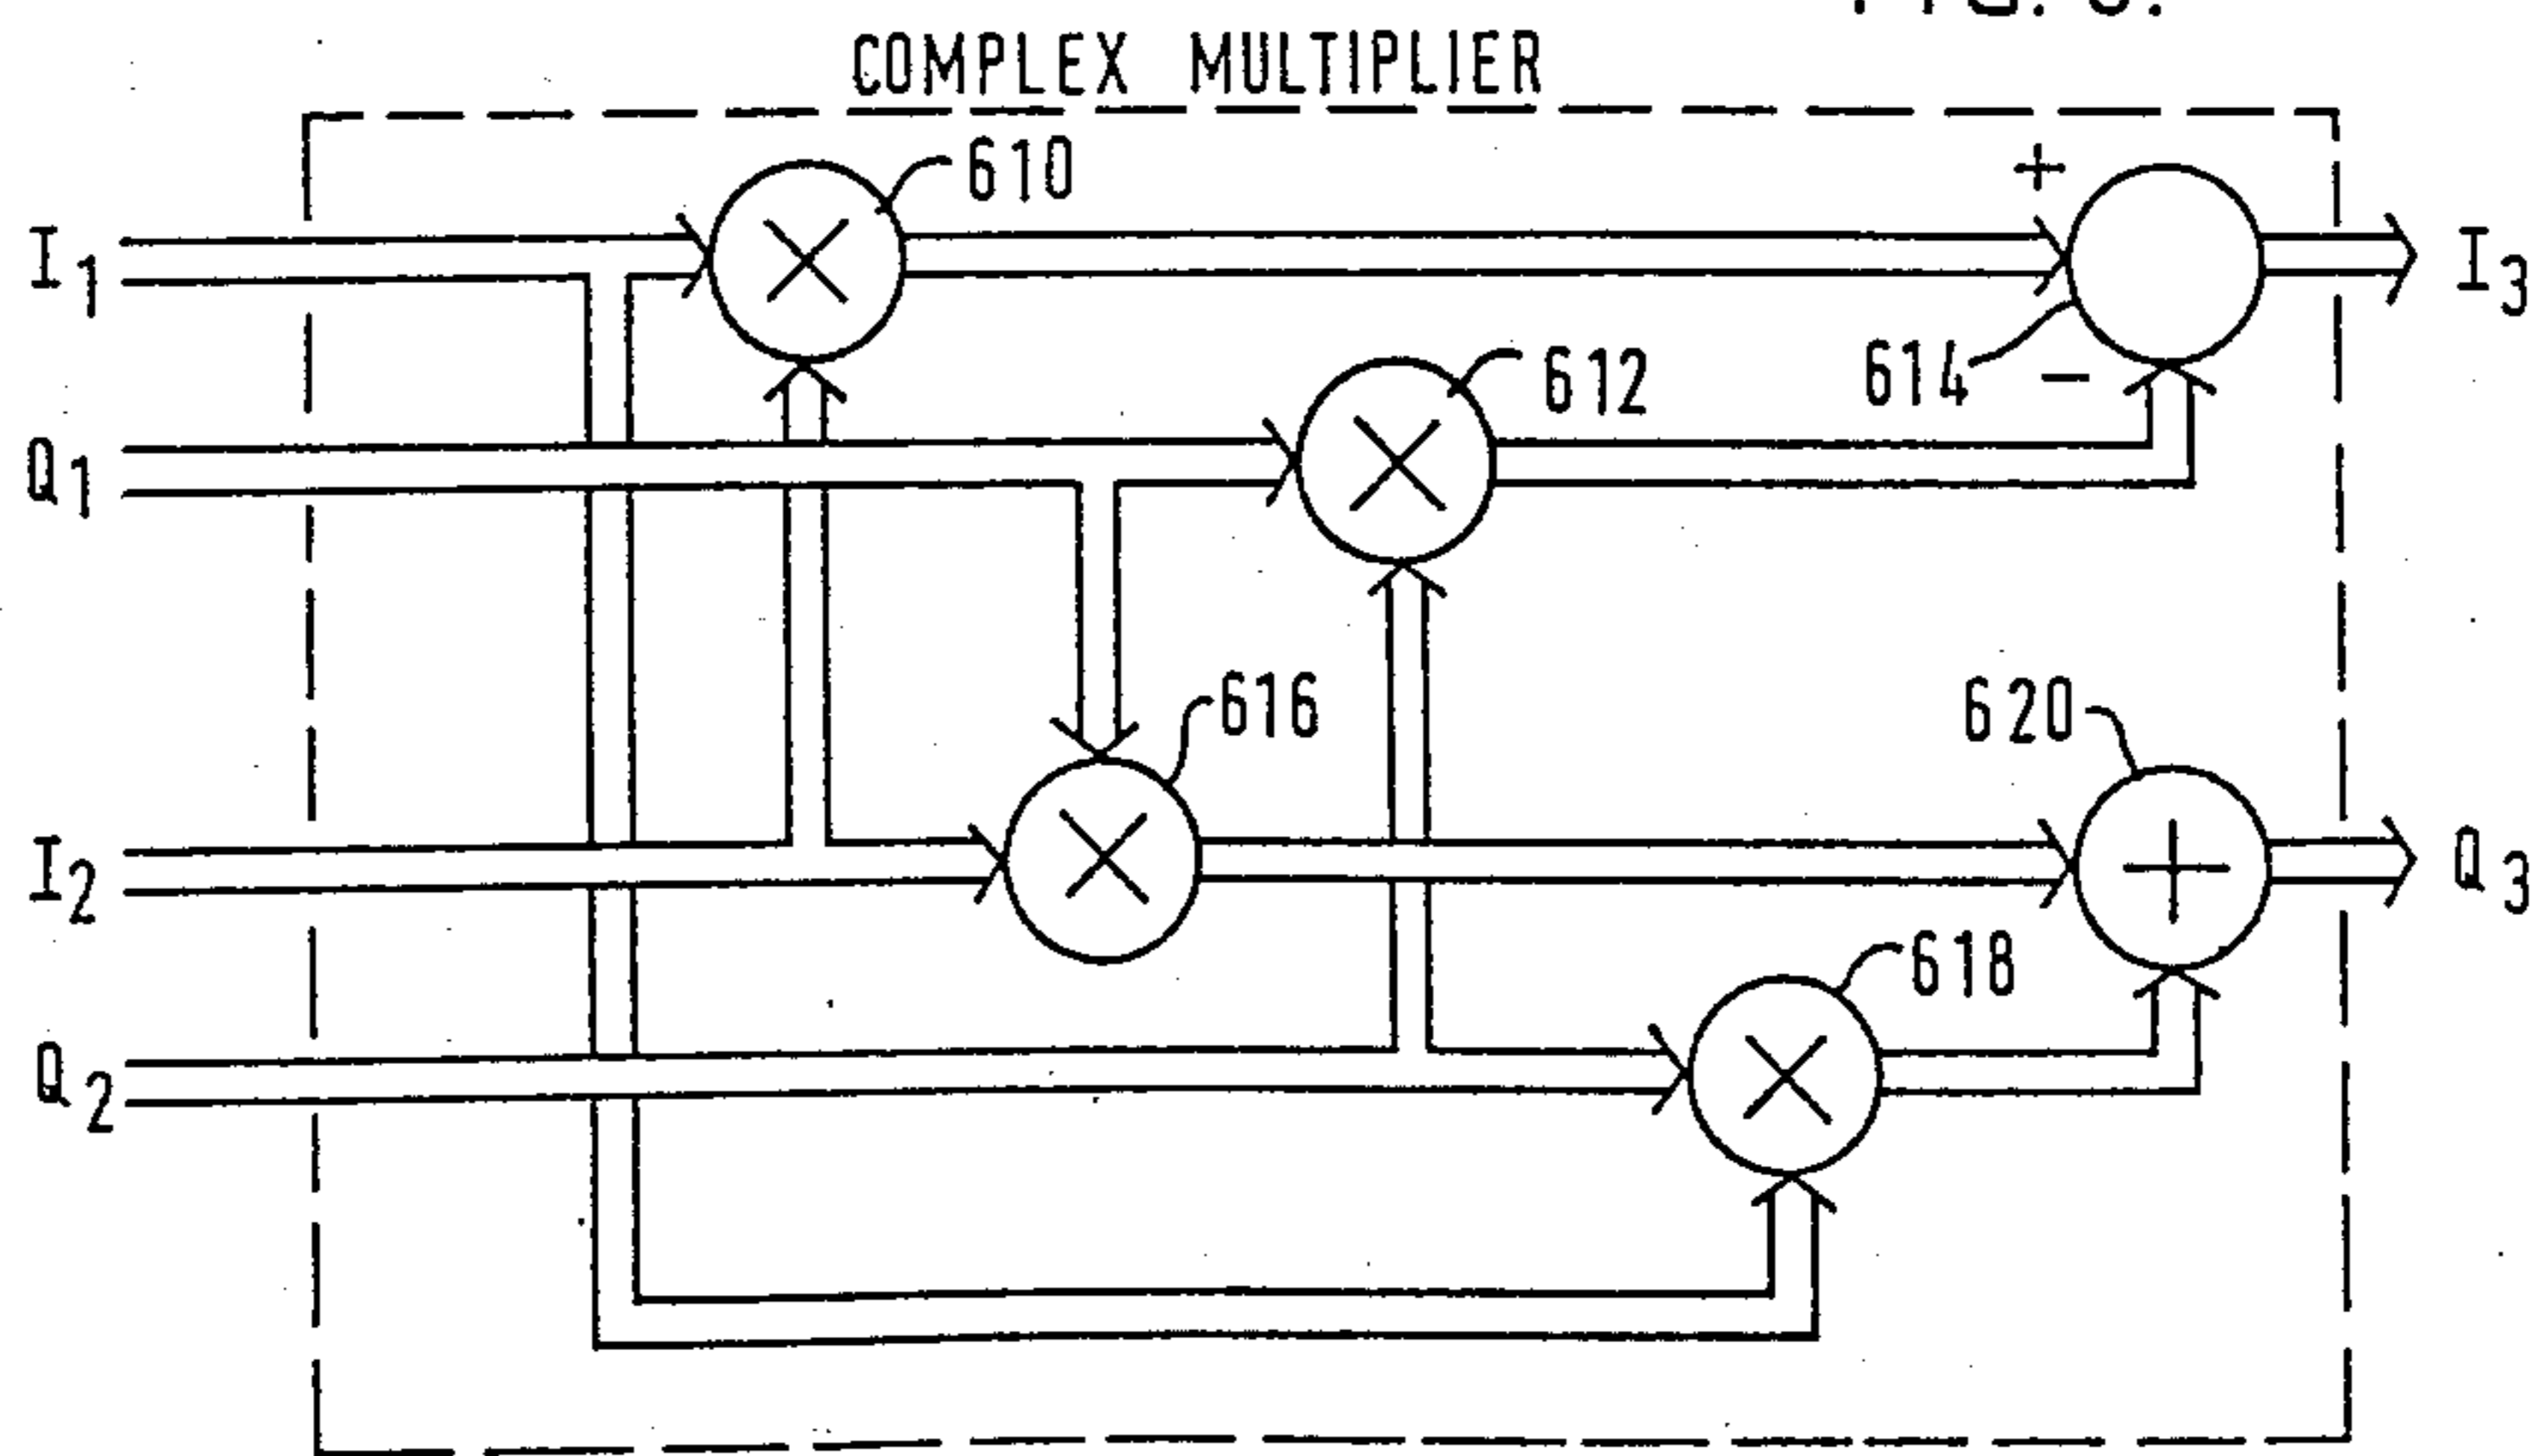 COMPLEX MULTIPLIER
610
+
I1
I3
614
612
−
Q1
616
620
I2
Q3
618
Q2